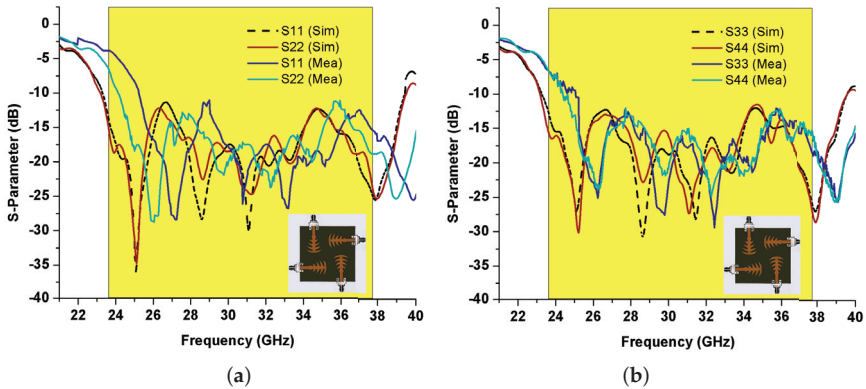 S-Parameter (dB)
0
-5
-10
-15
-20
-25
-30
-35
-40
S11 (Sim)
S22 (Sim)
S11 (Mea)
S22 (Mea)
22 24 26 28 30 32 34 36 38 40
Frequency (GHz)
(a)
S-Parameter (dB)
0
-5
-10
-15
-20
-25
-30
-35
-40
S33 (Sim)
S44 (Sim)
S33 (Mea)
S44 (Mea)
22 24 26 28 30 32 34 36 38 40
Frequency (GHz)
(b)